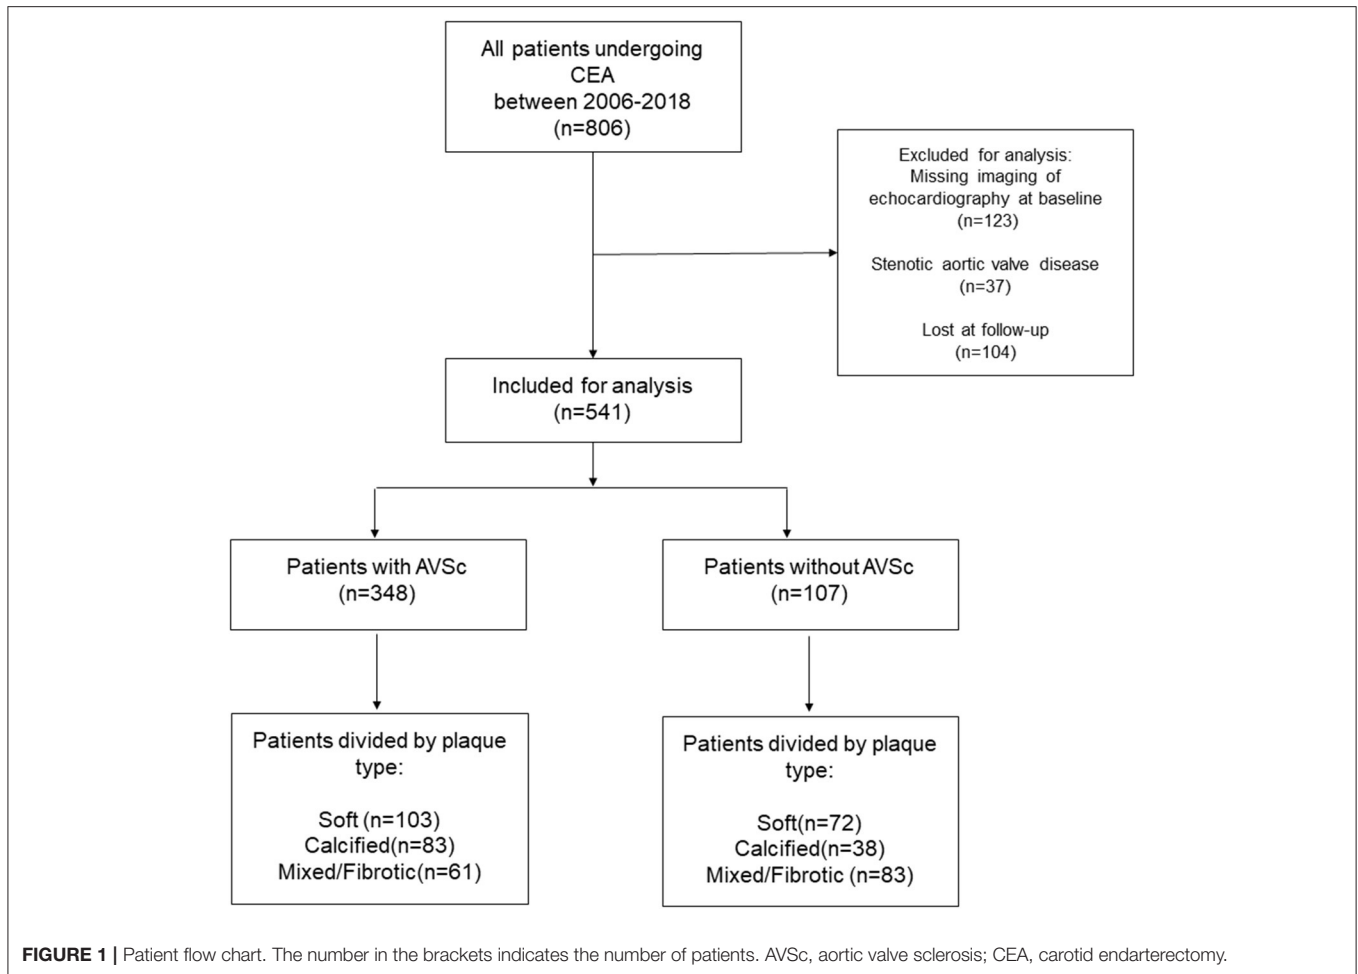 All patients undergoing
CEA
between 2006-2018
(n=806)
Excluded for analysis:
Missing imaging of
echocardiography at baseline
(n=123)
Stenotic aortic valve disease
(n=37)
Lost at follow-up
(n=104)
Included for analysis
(n=541)
Patients with AVSc
(n=348)
Patients without AVSc
(n=107)
Patients divided by plaque
type:
Soft (n=103)
Calcified(n=83)
Mixed/Fibrotic(n=61)
Patients divided by plaque
type:
Soft(n=72)
Calcified(n=38)
Mixed/Fibrotic (n=83)
FIGURE 1 | Patient flow chart. The number in the brackets indicates the number of patients. AVSc, aortic valve sclerosis; CEA, carotid endarterectomy.